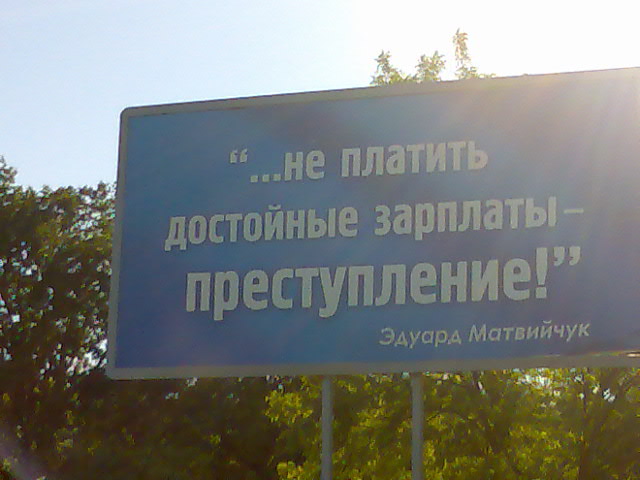 “...не платить
достойные зарплаты–
преступление!”
Эдуард Матвийчук